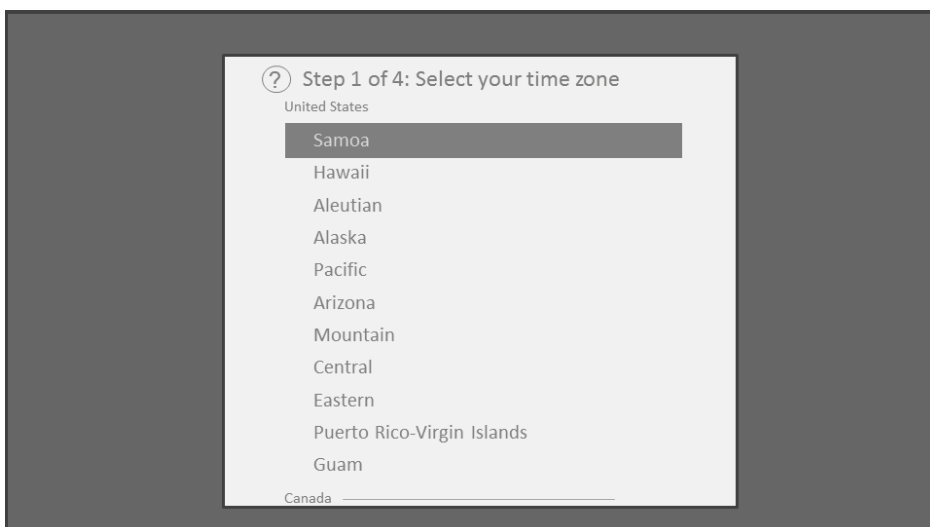 ? Step 1 of 4: Select your time zone
United States
Samoa
Hawaii
Aleutian
Alaska
Pacific
Arizona
Mountain
Central
Eastern
Puerto Rico-Virgin Islands
Guam
Canada